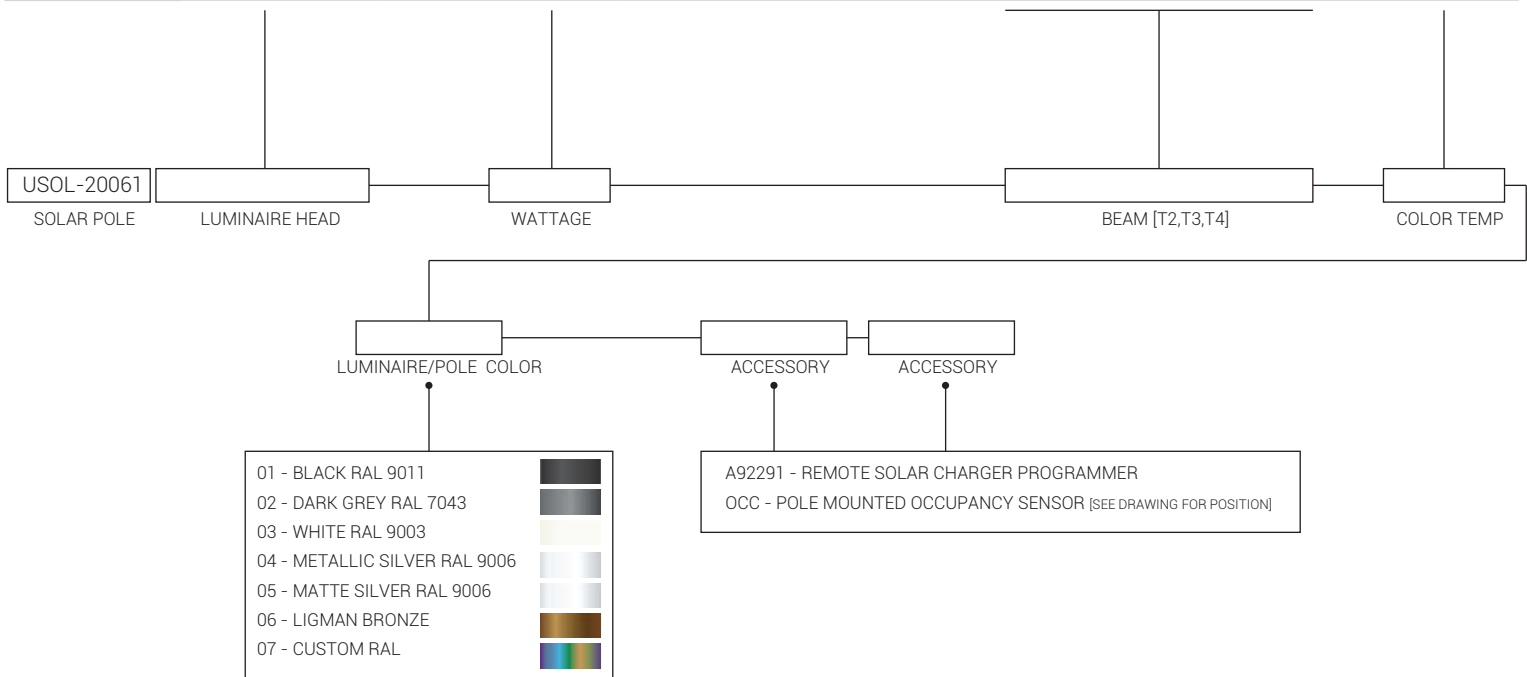 USOL-20061
SOLAR POLE LUMINAIRE HEAD WATTAGE BEAM [T2,T3,T4] COLOR TEMP
LUMINAIRE/POLE COLOR ACCESSORY ACCESSORY
01 - BLACK RAL 9011
02 - DARK GREY RAL 7043
03 - WHITE RAL 9003
04 - METALLIC SILVER RAL 9006
05 - MATTE SILVER RAL 9006
06 - LIGMAN BRONZE
07 - CUSTOM RAL
A92291 - REMOTE SOLAR CHARGER PROGRAMMER
OCC - POLE MOUNTED OCCUPANCY SENSOR [SEE DRAWING FOR POSITION]